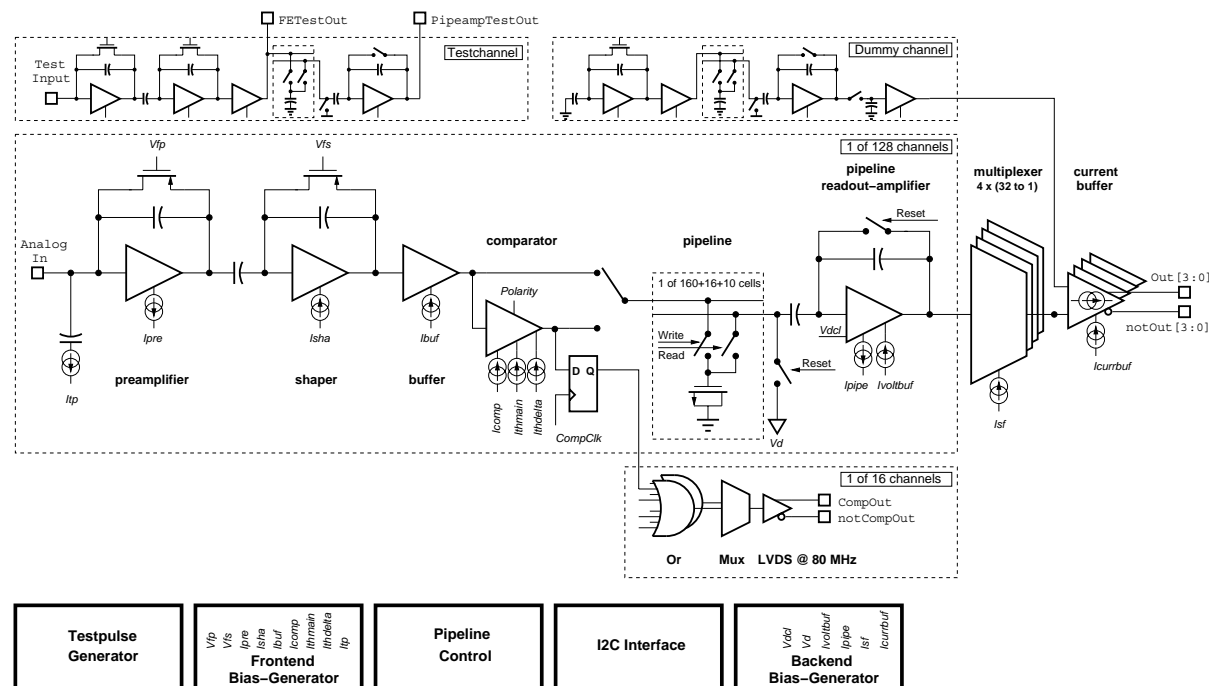 FETestOut
PipeampTestOut
Testchannel
Dummy channel
Test
Input
1 of 128 channels
Vfp
Vfs
pipeline
readout−amplifier
multiplexer
4 x (32 to 1)
current
buffer
Reset
Analog
In
comparator
pipeline
Out[3:0]
notOut[3:0]
1 of 160+16+10 cells
Polarity
Write
Read
Vdcl
Reset
Ipre
Isha
Ibuf
Ipipe
Ivoltbuf
Icurrbuf
D Q
preamplifier
shaper
buffer
Itp
Icomp
Ithmain
Ithdelta
CompClk
Vd
Isf
1 of 16 channels
CompOut
notCompOut
Or
Mux
LVDS @ 80 MHz
Testpulse
Generator
Vfp
Vfs
Ipre
Isha
Ibuf
Icomp
Ithmain
Ithdelta
Itp
Frontend
Bias−Generator
Pipeline
Control
I2C Interface
Vdcl
Vd
Ivoltbuf
Ipipe
Isf
Icurrbuf
Backend
Bias−Generator